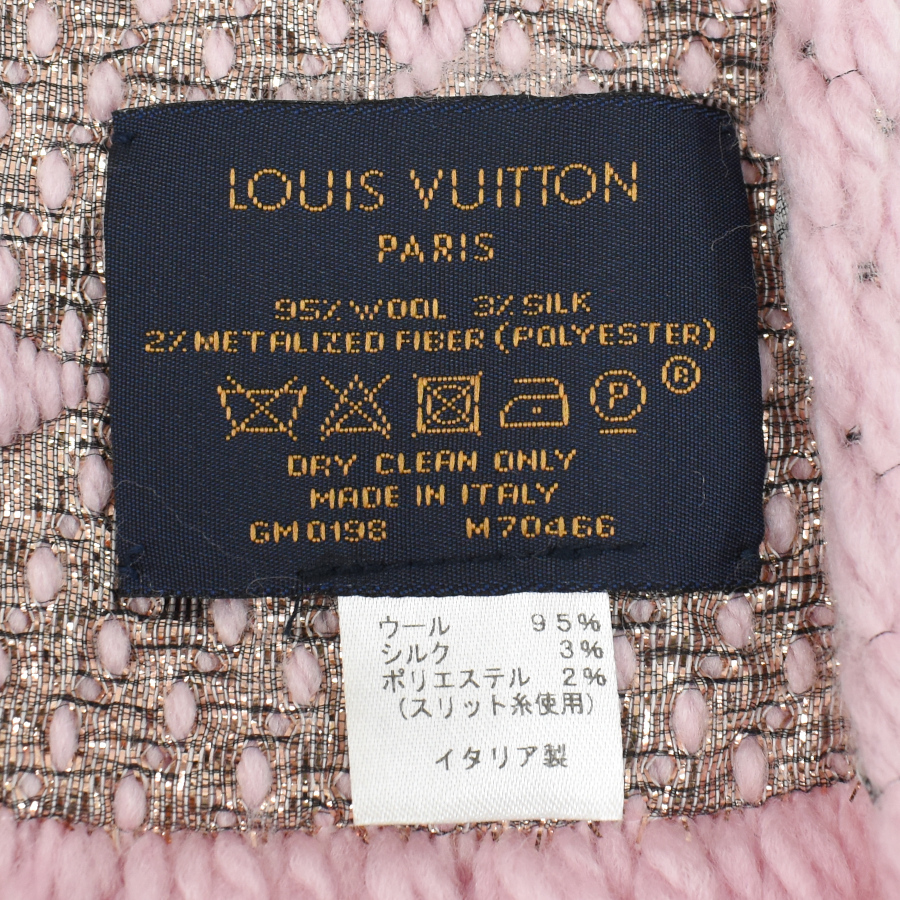 LOUIS VUITTON
PARIS
95% WOOL 3% SILK
2% METALIZED FIBER (POLYESTER)
P ®
DRY CLEAN ONLY
MADE IN ITALY
GM0198 M70466
ウール 95%
シルク 3%
ポリエステル 2%
(スリット糸使用)
イタリア製